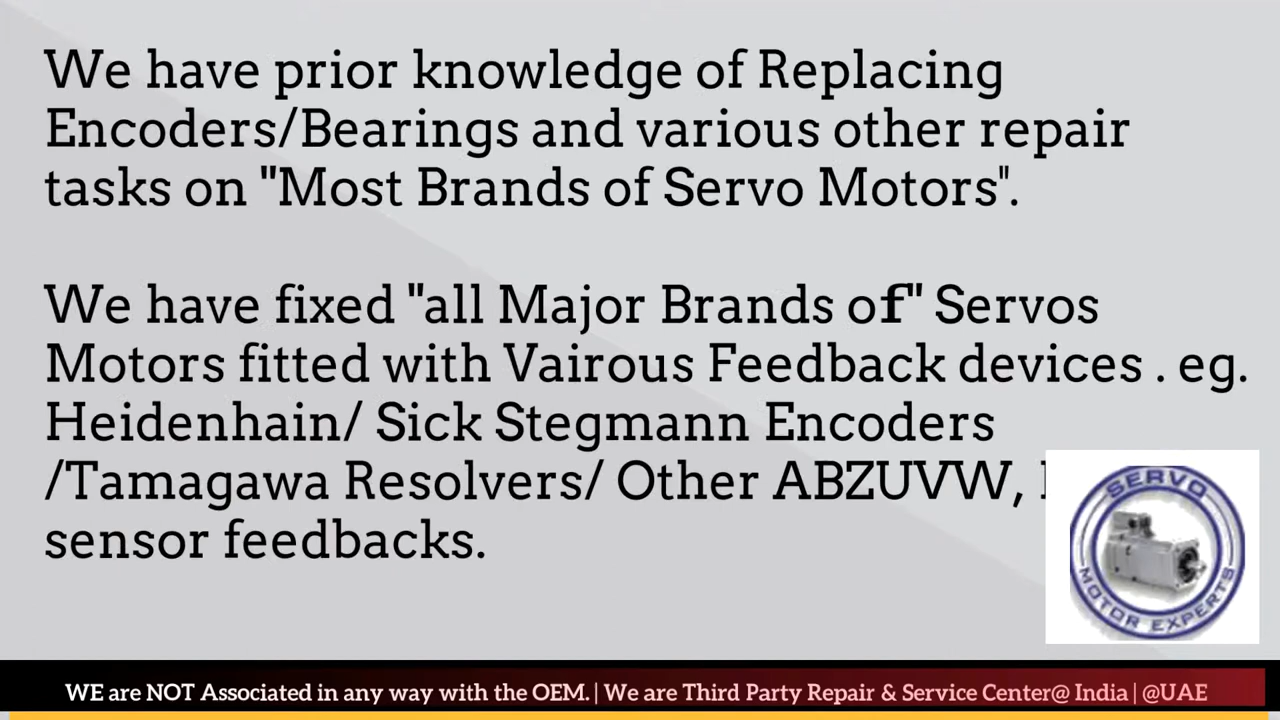 We have prior knowledge of Replacing
Encoders/Bearings and various other repair
tasks on "Most Brands of Servo Motors".
We have fixed "all Major Brands of" Servos
Motors fitted with Vairous Feedback devices . eg.
Heidenhain/ Sick Stegmann Encoders
/Tamagawa Resolvers/ Other ABZUVW,
sensor feedbacks.
SERVO
MOTOR EXPERTS
WE are NOT Associated in any way with the OEM. | We are Third Party Repair & Service Center@ India | @UAE